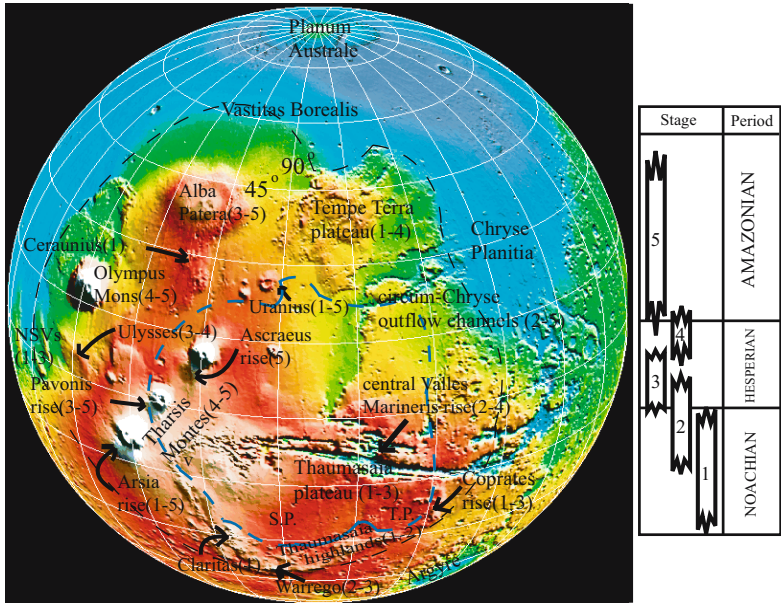 Planum
Australe
Vastitas Borealis
90°
45°
Alba
Patera(3-5)
Tempe Terra
plateau(1-4)
Chryse
Planitia
Ceraunius(1)
Olympus
Mons(4-5)
Uranius(1-5)
circum-Chryse
outflow channels (2-5)
NSVs
(1-3)
Ulysses(3-4)
Ascraeus
rise(5)
Pavonis
rise(3-5)
Tharsis
Montes(4-5)
central Valles
Marineris rise(2-4)
Arsia
rise(1-5)
Thaumasaia
plateau (1-3)
Coprates
rise(1-3)
S.P.
T.P.
Thaumasaia
highlands(1-2)
Claritas(1)
Warrego(2-3)
Argyre
Stage
Period
5
4
3
2
1
AMAZONIAN
HESPERIAN
NOACHIAN